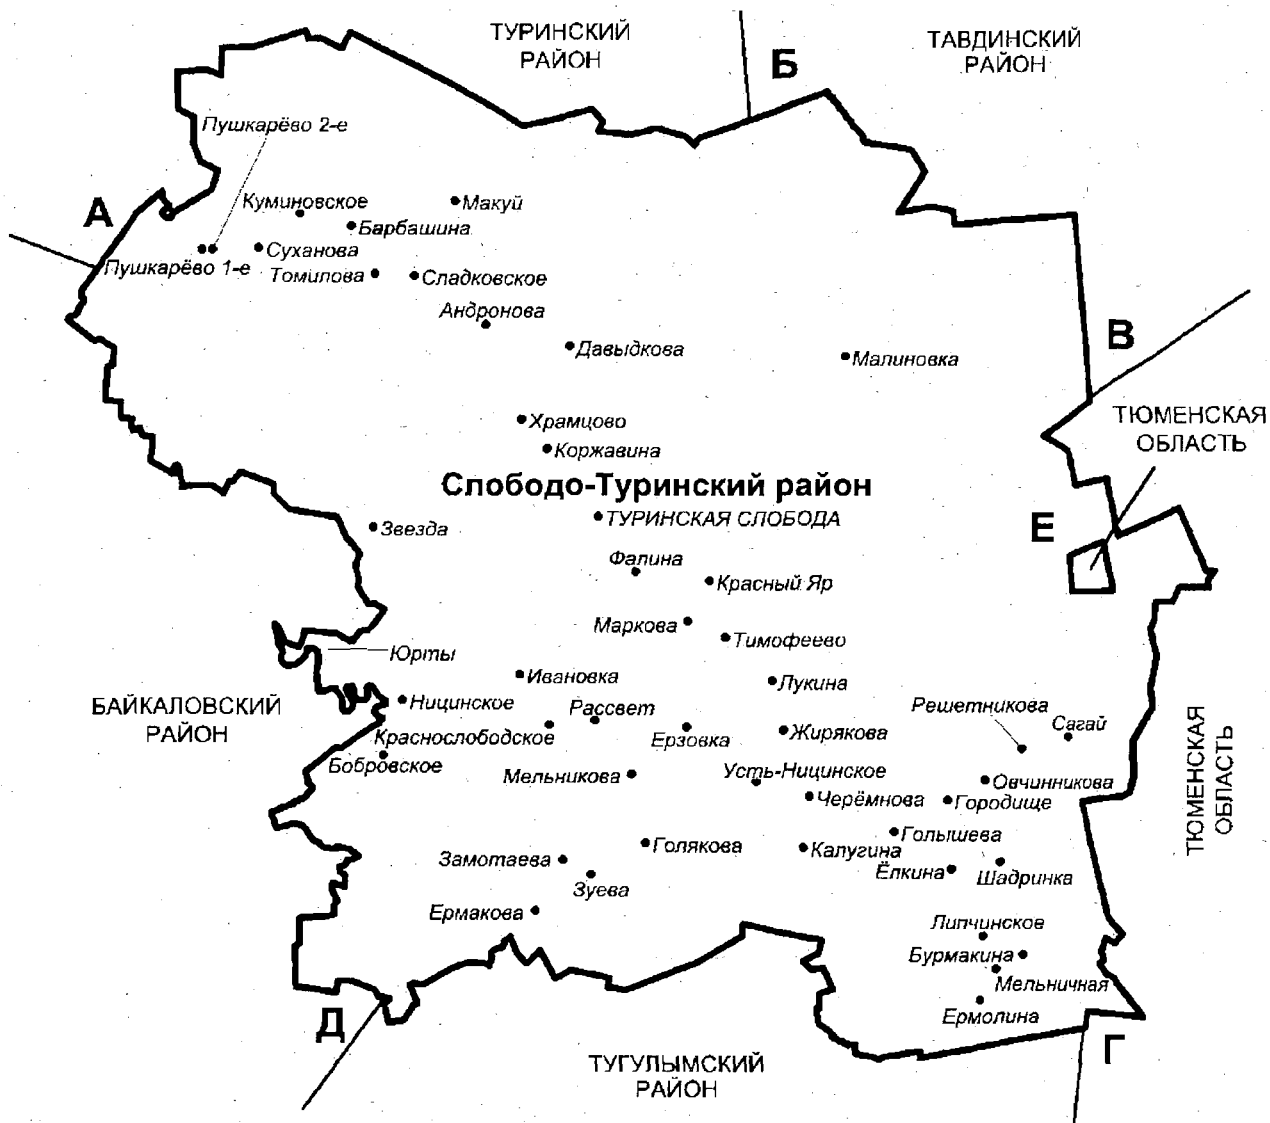 ТУРИНСКИЙ
РАЙОН
ТАВДИНСКИЙ
РАЙОН
Б
Пушкарёво 2-е
А
Куминовское
Макуй
Барбашина
Суханова
Пушкарёво 1-е
Томилова
Сладковское
Андронова
Давыдкова
Малиновка
В
Храмцово
Коржавина
ТЮМЕНСКАЯ
ОБЛАСТЬ
Слободо-Туринский район
ТУРИНСКАЯ СЛОБОДА
Звезда
Е
Фалина
Красный Яр
Маркова
Тимофеево
Юрты
Ивановка
Лукина
БАЙКАЛОВСКИЙ
РАЙОН
Ницинское
Рассвет
Решетникова
Сагай
Краснослободское
Ерзовка
Жирякова
Бобровское
Мельникова
Усть-Ницинское
Овчинникова
Черёмнова
Городище
ТЮМЕНСКАЯ
ОБЛАСТЬ
Голышева
Голякова
Калугина
Замотаева
Ёлкина
Шадринка
Зуева
Ермакова
Липчинское
Бурмакина
Мельничная
Ермолина
Д
Г
ТУГУЛЫМСКИЙ
РАЙОН